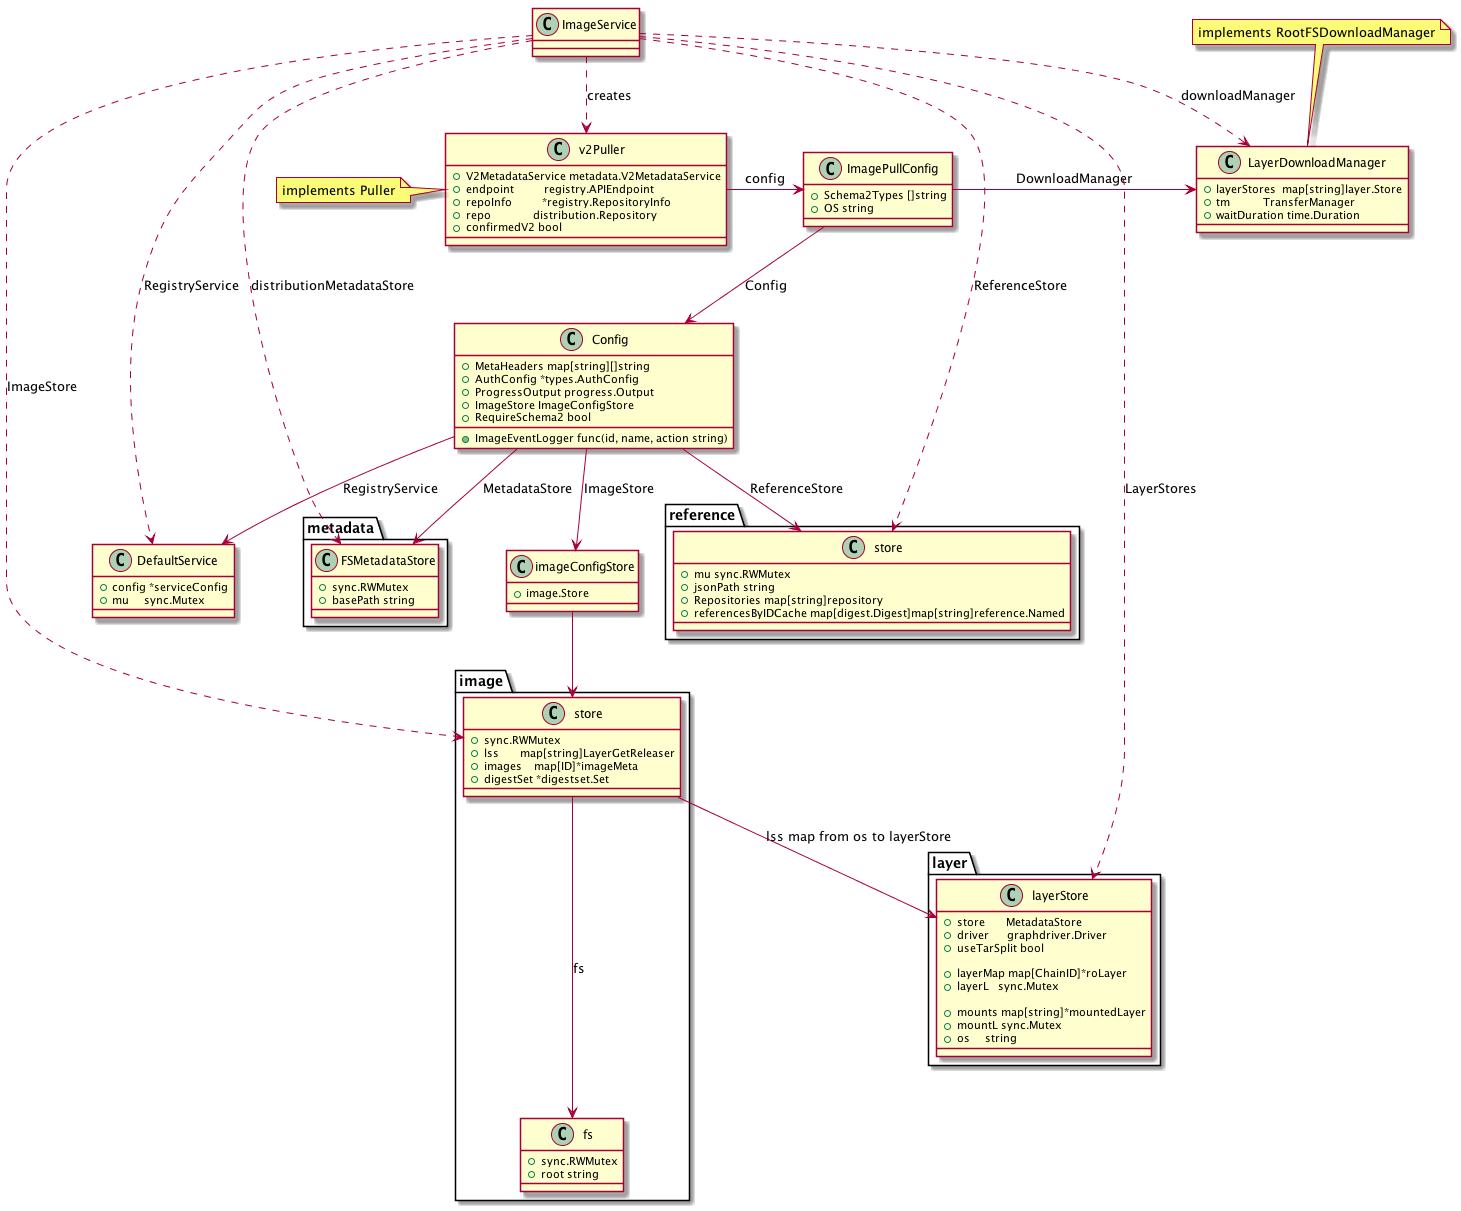 C ImageService
implements RootFSDownloadManager
creates
downloadManager
C v2Puller
V2MetadataService metadata.V2MetadataService
endpoint registry.APIEndpoint
repoInfo *registry.RepositoryInfo
repo distribution.Repository
confirmedV2 bool
implements Puller
config
C ImagePullConfig
Schema2Types []string
OS string
DownloadManager
C LayerDownloadManager
layerStores map[string]layer.Store
tm TransferManager
waitDuration time.Duration
RegistryService
distributionMetadataStore
Config
ReferenceStore
ImageStore
C Config
MetaHeaders map[string][]string
AuthConfig *types.AuthConfig
ProgressOutput progress.Output
ImageStore ImageConfigStore
RequireSchema2 bool
ImageEventLogger func(id, name, action string)
RegistryService
MetadataStore
ImageStore
ReferenceStore
LayerStores
C DefaultService
config *serviceConfig
mu sync.Mutex
metadata
C FSMetadataStore
sync.RWMutex
basePath string
C imageConfigStore
image.Store
reference
C store
mu sync.RWMutex
jsonPath string
Repositories map[string]repository
referencesByIDCache map[digest.Digest]map[string]reference.Named
image
C store
sync.RWMutex
lss map[string]LayerGetReleaser
images map[ID]*imageMeta
digestSet *digestset.Set
lss map from os to layerStore
layer
C layerStore
store MetadataStore
driver graphdriver.Driver
useTarSplit bool
layerMap map[ChainID]*roLayer
layerL sync.Mutex
mounts map[string]*mountedLayer
mountL sync.Mutex
os string
fs
C fs
sync.RWMutex
root string